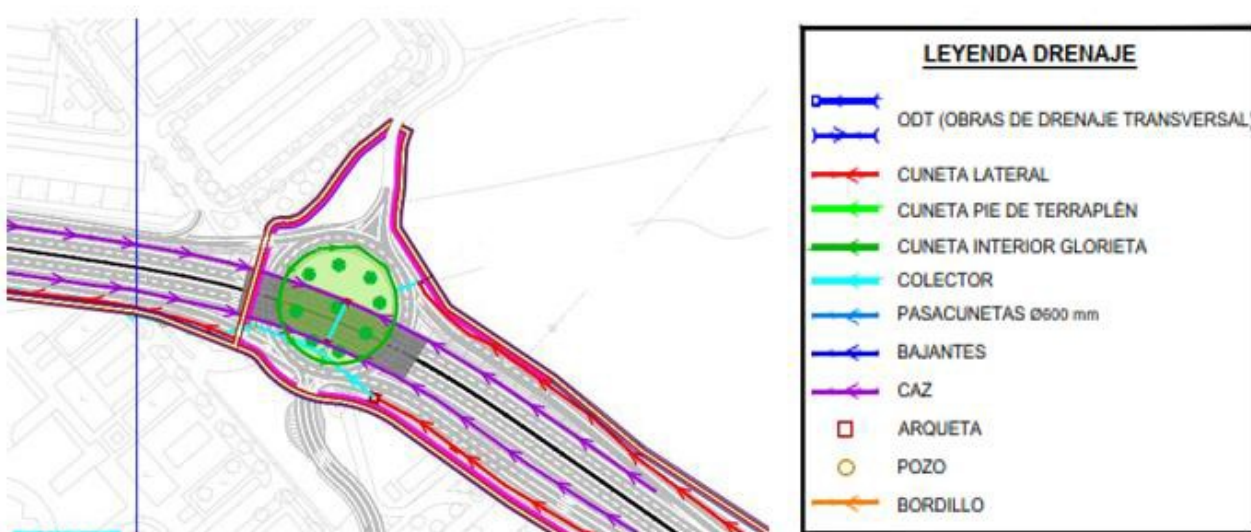 LEYENDA DRENAJE
ODT (OBRAS DE DRENAJE TRANSVERSAL)
CUNETA LATERAL
CUNETA PIE DE TERRAPLÉN
CUNETA INTERIOR GLORIETA
COLECTOR
PASACUNETAS Ø600 mm
BAJANTES
CAZ
ARQUETA
POZO
BORDILLO